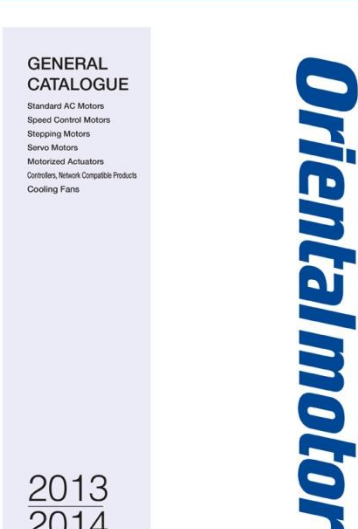 GENERAL
CATALOGUE
Standard AC Motors
Speed Control Motors
Stepping Motors
Servo Motors
Motorized Actuators
Controllers, Network Compatible Products
Cooling Fans
Orientalmotor
2013
2014